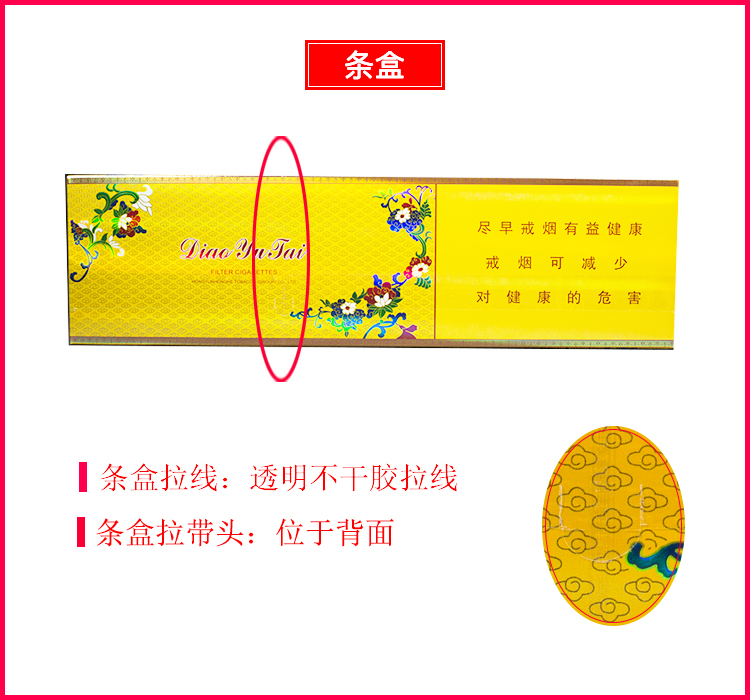 条盒
Diao Yu Tai
FILTER CIGARETTES
尽早戒烟有益健康
戒烟可减少
对健康的危害
条盒拉线：透明不干胶拉线
条盒拉带头：位于背面